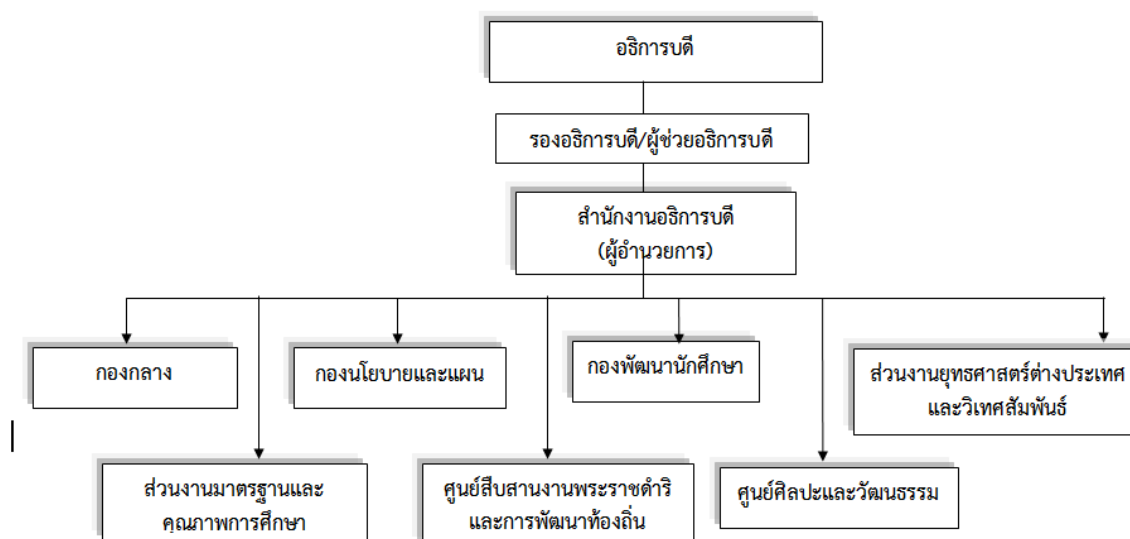 อธิการบดี
รองอธิการบดี/ผู้ช่วยอธิการบดี
สำนักงานอธิการบดี
(ผู้อำนวยการ)
กองกลาง
กองนโยบายและแผน
กองพัฒนานักศึกษา
ส่วนงานยุทธศาสตร์ต่างประเทศ
และวิเทศสัมพันธ์
ส่วนงานมาตรฐานและ
คุณภาพการศึกษา
ศูนย์สืบสานงานพระราชดำริ
และการพัฒนาท้องถิ่น
ศูนย์ศิลปะและวัฒนธรรม